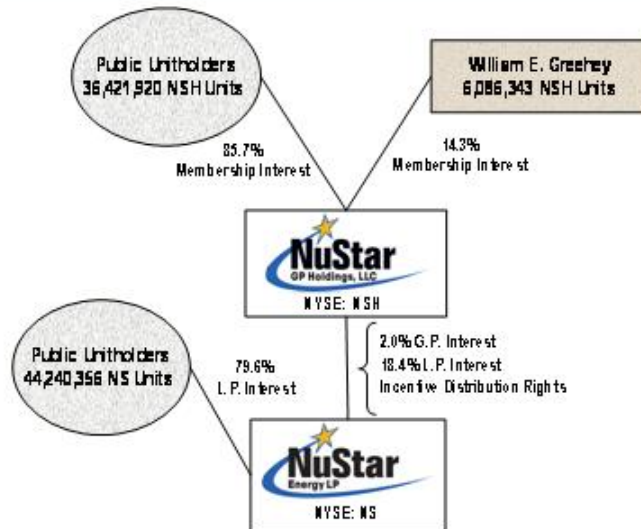 Public Unitholders
36,421,920 NSH Units
William E. Greehey
6,086,343 NSH Units
85.7%
Membership Interest
14.3%
Membership Interest
NuStar
GP Holdings, LLC
NYSE: NSH
Public Unitholders
44,240,356 NS Units
79.6%
L.P. Interest
2.0% G.P. Interest
18.4% L.P. Interest
Incentive Distribution Rights
NuStar
Energy LP
NYSE: NS